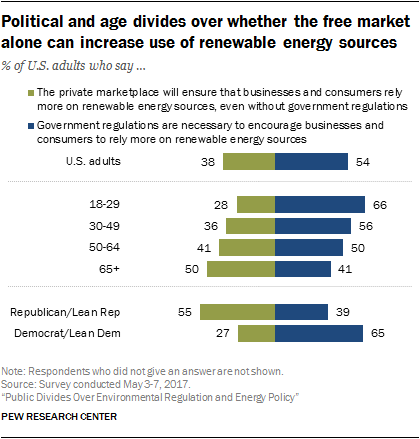 Political and age divides over whether the free market
alone can increase use of renewable energy sources
% of U.S. adults who say ...
The private marketplace will ensure that businesses and consumers rely
more on renewable energy sources, even without government regulations
Government regulations are necessary to encourage businesses and
consumers to rely more on renewable energy sources
U.S. adults 38 54
18-29 28 66
30-49 36 56
50-64 41 50
65+ 50 41
Republican/Lean Rep 55 39
Democrat/Lean Dem 27 65
Note: Respondents who did not give an answer are not shown.
Source: Survey conducted May 3-7, 2017.
“Public Divides Over Environmental Regulation and Energy Policy”
PEW RESEARCH CENTER